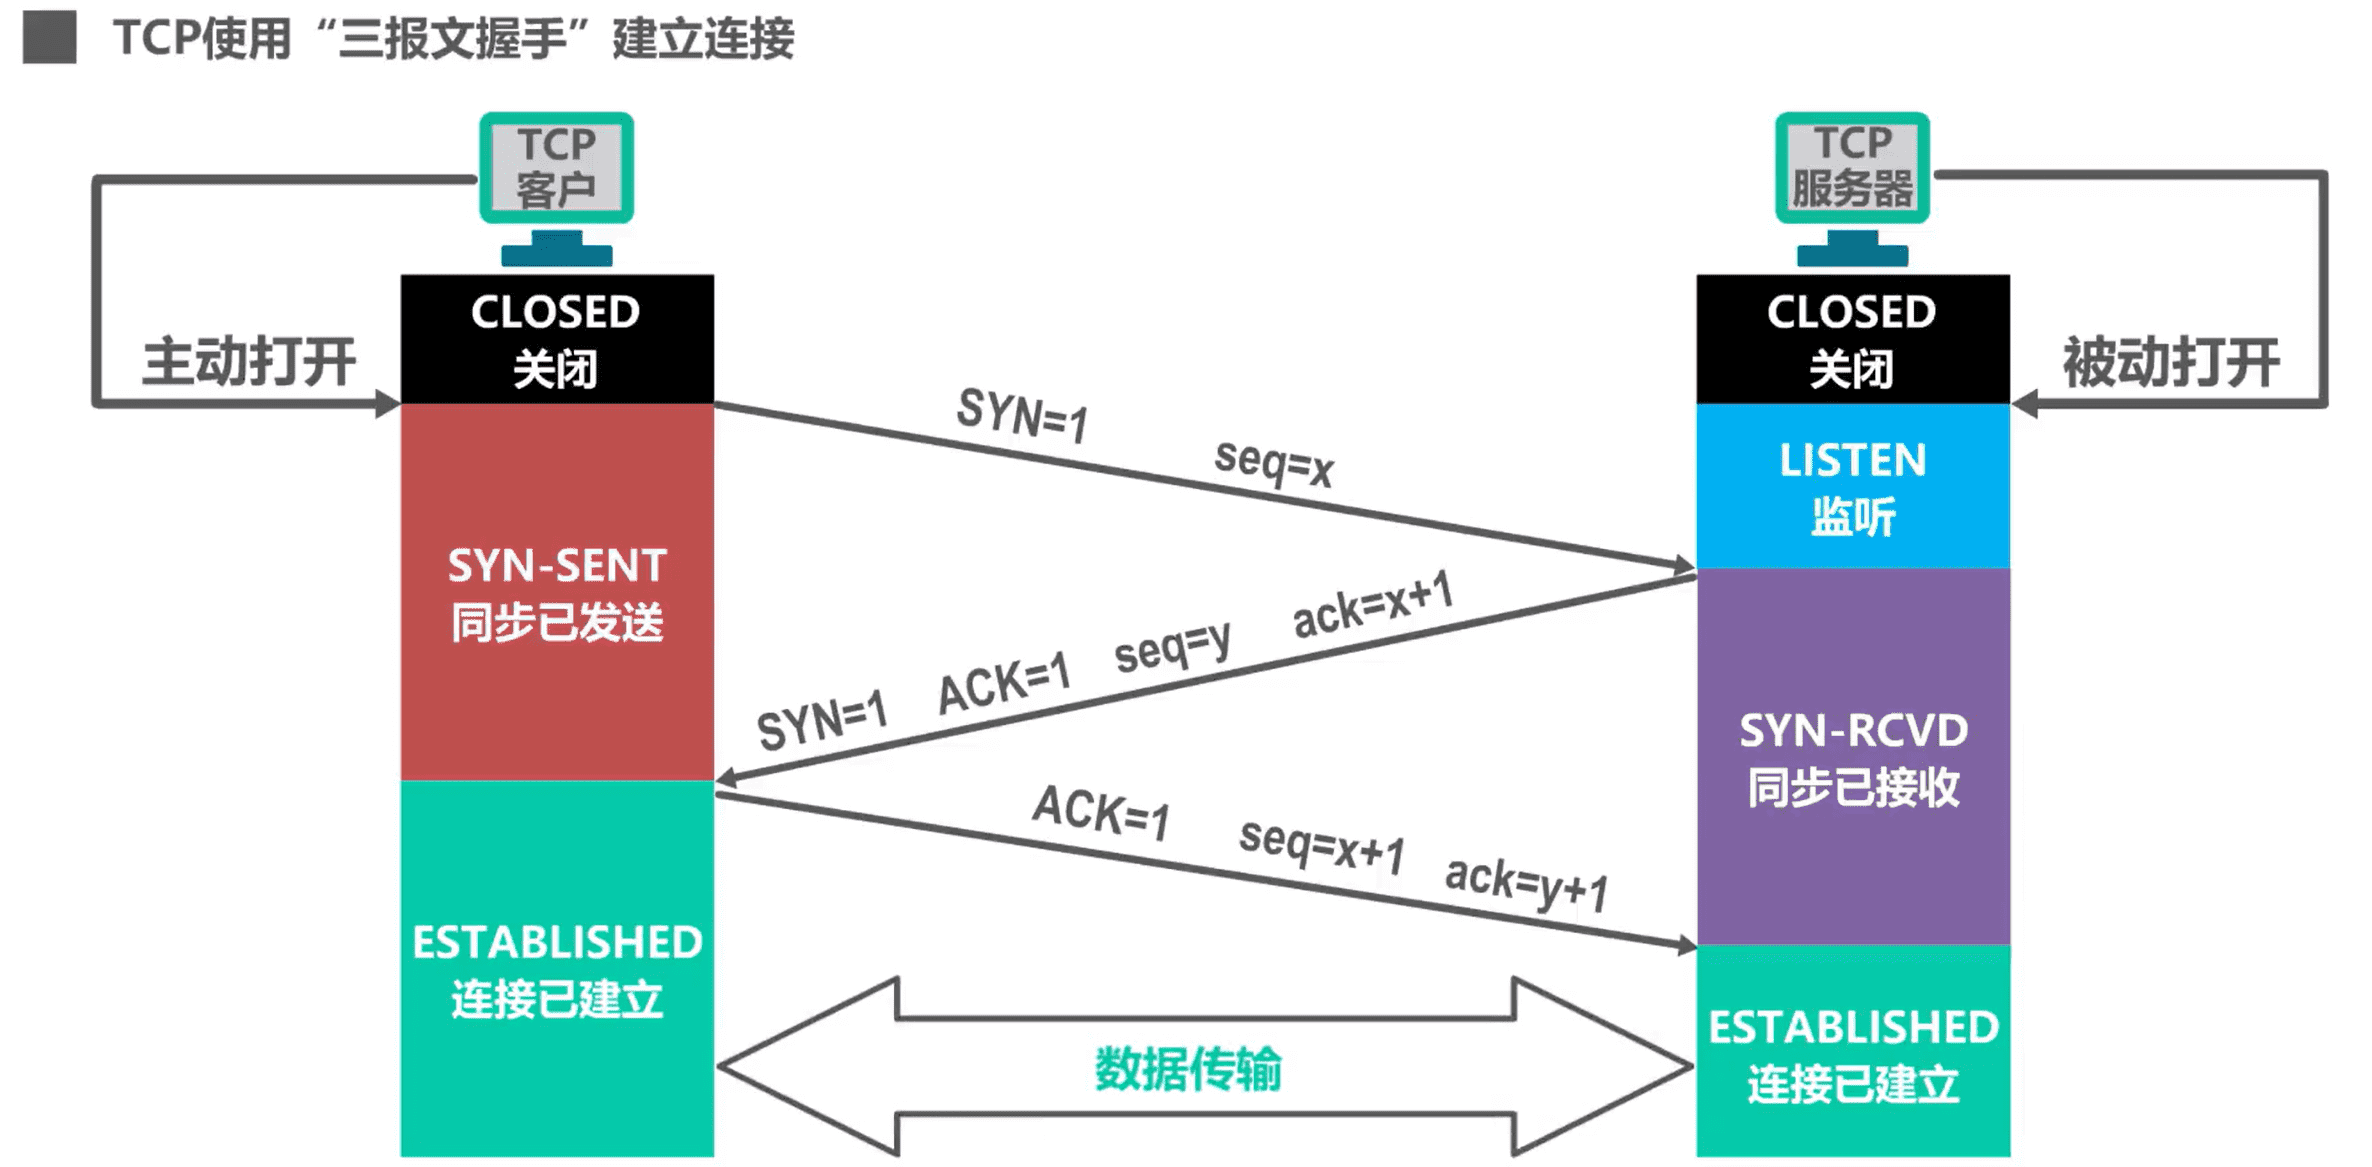 TCP使用“三报文握手”建立连接
TCP
客户
TCP
服务器
主动打开
CLOSED
关闭
CLOSED
关闭
被动打开
SYN=1 seq=x
LISTEN
监听
SYN-SENT
同步已发送
SYN=1 ACK=1 seq=y ack=x+1
SYN-RCVD
同步已接收
ACK=1 seq=x+1 ack=y+1
ESTABLISHED
连接已建立
ESTABLISHED
连接已建立
数据传输